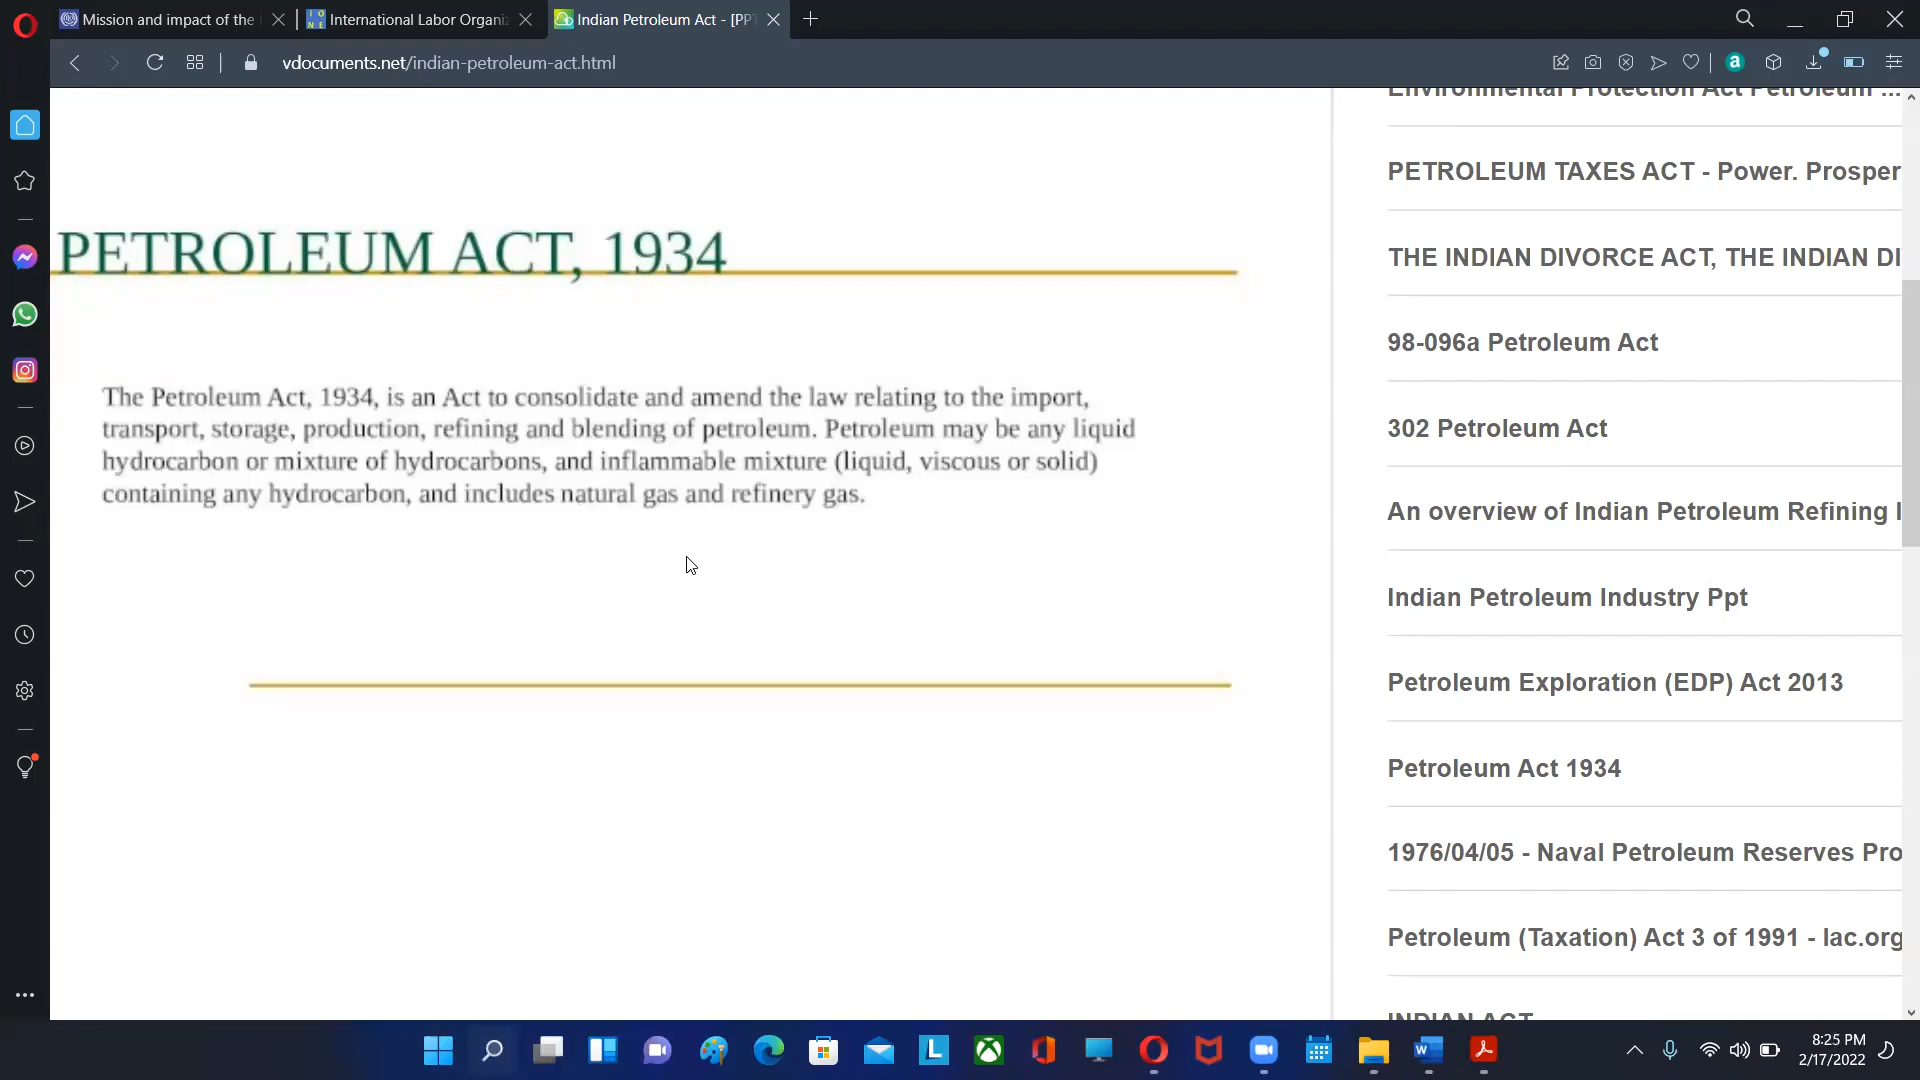 Mission and impact of the
International Labor Organiz
Indian Petroleum Act - [PP
vdocuments.net/indian-petroleum-act.html
PETROLEUM ACT, 1934
The Petroleum Act, 1934, is an Act to consolidate and amend the law relating to the import,
transport, storage, production, refining and blending of petroleum. Petroleum may be any liquid
hydrocarbon or mixture of hydrocarbons, and inflammable mixture (liquid, viscous or solid)
containing any hydrocarbon, and includes natural gas and refinery gas.
Environmental Protection Act Petroleum ...
PETROLEUM TAXES ACT - Power. Prosper
THE INDIAN DIVORCE ACT, THE INDIAN DI
98-096a Petroleum Act
302 Petroleum Act
An overview of Indian Petroleum Refining I
Indian Petroleum Industry Ppt
Petroleum Exploration (EDP) Act 2013
Petroleum Act 1934
1976/04/05 - Naval Petroleum Reserves Pro
Petroleum (Taxation) Act 3 of 1991 - lac.org
INDIAN ACT
8:25 PM
2/17/2022